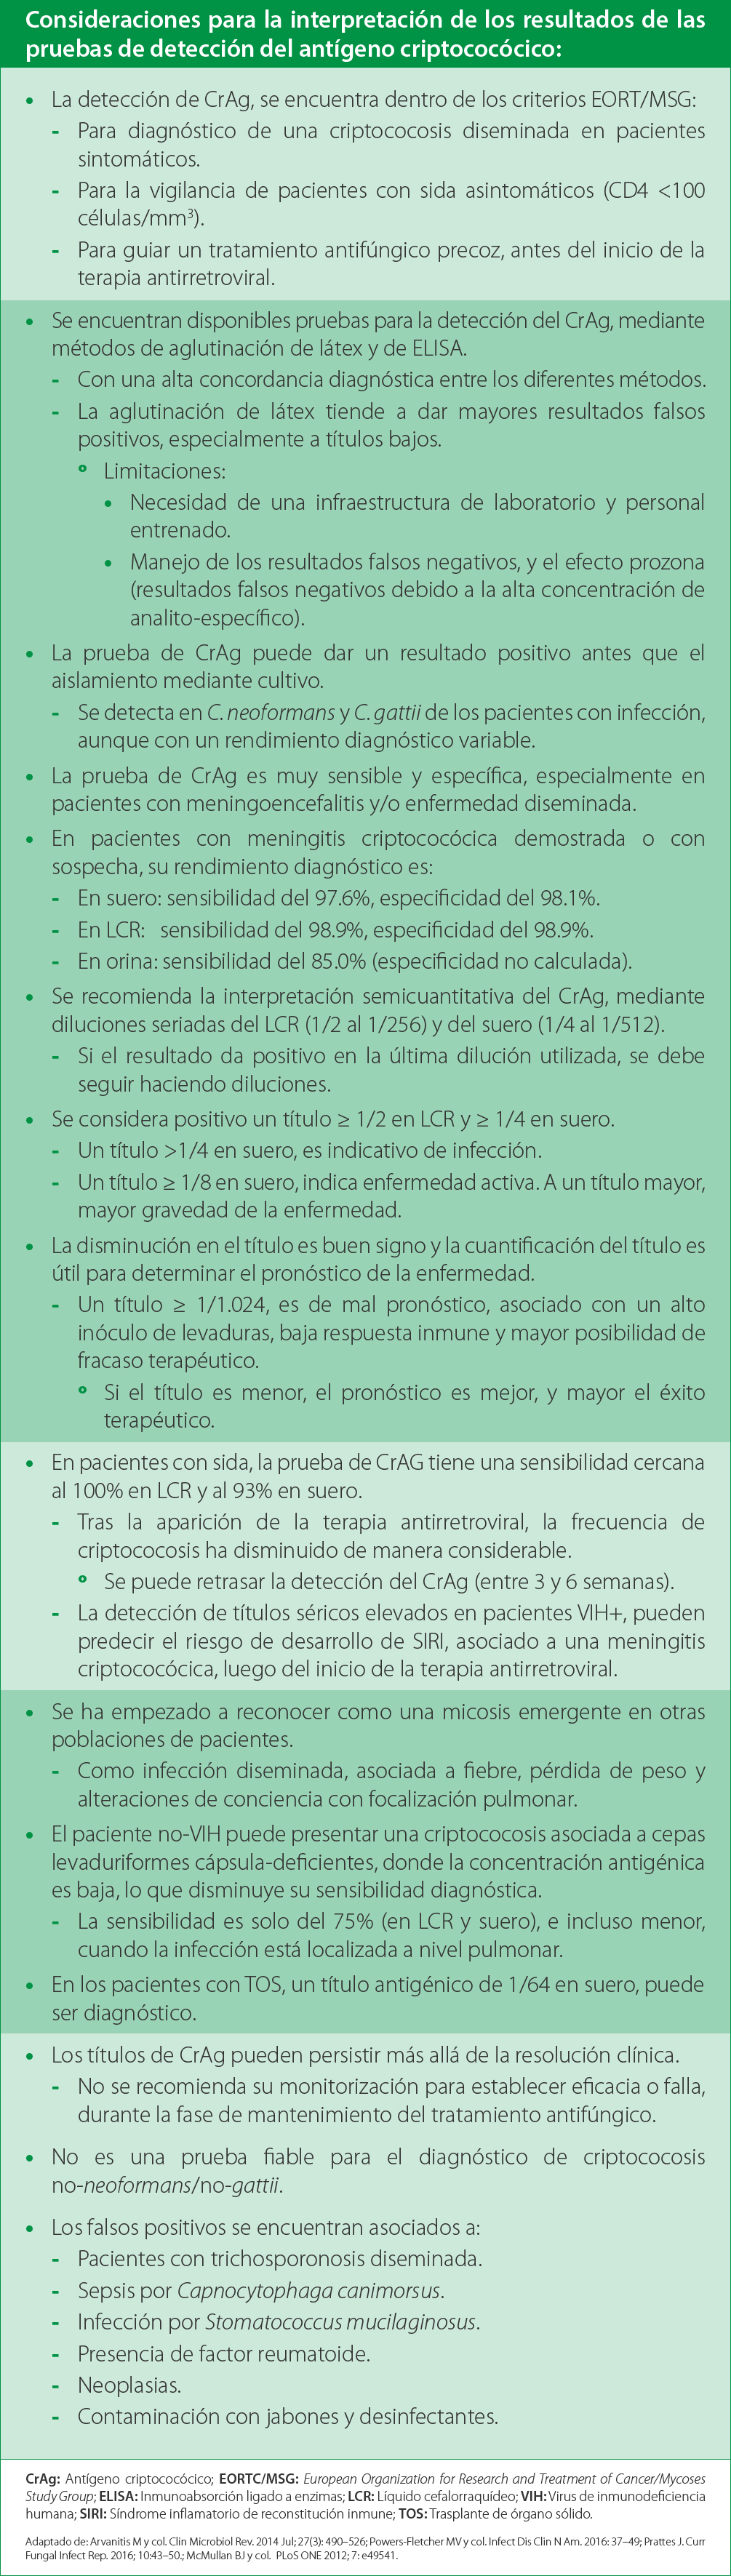 Consideraciones para la interpretación de los resultados de las
pruebas de detección del antígeno criptocócico:
• La detección de CrAg, se encuentra dentro de los criterios EORT/MSG:
- Para diagnóstico de una criptococosis diseminada en pacientes
sintomáticos.
- Para la vigilancia de pacientes con sida asintomáticos (CD4 <100
células/mm³).
- Para guiar un tratamiento antifúngico precoz, antes del inicio de la
terapia antirretroviral.
• Se encuentran disponibles pruebas para la detección del CrAg, mediante
métodos de aglutinación de látex y de ELISA.
- Con una alta concordancia diagnóstica entre los diferentes métodos.
- La aglutinación de látex tiende a dar mayores resultados falsos
positivos, especialmente a títulos bajos.
° Limitaciones:
• Necesidad de una infraestructura de laboratorio y personal
entrenado.
• Manejo de los resultados falsos negativos, y el efecto prozona
(resultados falsos negativos debido a la alta concentración de
analito-específico).
• La prueba de CrAg puede dar un resultado positivo antes que el
aislamiento mediante cultivo.
- Se detecta en C. neoformans y C. gattii de los pacientes con infección,
aunque con un rendimiento diagnóstico variable.
• La prueba de CrAg es muy sensible y específica, especialmente en
pacientes con meningoencefalitis y/o enfermedad diseminada.
• En pacientes con meningitis criptococócica demostrada o con
sospecha, su rendimiento diagnóstico es:
- En suero: sensibilidad del 97.6%, especificidad del 98.1%.
- En LCR: sensibilidad del 98.9%, especificidad del 98.9%.
- En orina: sensibilidad del 85.0% (especificidad no calculada).
• Se recomienda la interpretación semicuantitativa del CrAg, mediante
diluciones seriadas del LCR (1/2 al 1/256) y del suero (1/4 al 1/512).
- Si el resultado da positivo en la última dilución utilizada, se debe
seguir haciendo diluciones.
• Se considera positivo un título ≥ 1/2 en LCR y ≥ 1/4 en suero.
- Un título >1/4 en suero, es indicativo de infección.
- Un título ≥ 1/8 en suero, indica enfermedad activa. A un título mayor,
mayor gravedad de la enfermedad.
• La disminución en el título es buen signo y la cuantificación del título es
útil para determinar el pronóstico de la enfermedad.
- Un título ≥ 1/1.024, es de mal pronóstico, asociado con un alto
inóculo de levaduras, baja respuesta inmune y mayor posibilidad de
fracaso terapéutico.
° Si el título es menor, el pronóstico es mejor, y mayor el éxito
terapéutico.
• En pacientes con sida, la prueba de CrAG tiene una sensibilidad cercana
al 100% en LCR y al 93% en suero.
- Tras la aparición de la terapia antirretroviral, la frecuencia de
criptococosis ha disminuido de manera considerable.
° Se puede retrasar la detección del CrAg (entre 3 y 6 semanas).
- La detección de títulos séricos elevados en pacientes VIH+, pueden
predecir el riesgo de desarrollo de SIRI, asociado a una meningitis
criptococócica, luego del inicio de la terapia antirretroviral.
• Se ha empezado a reconocer como una micosis emergente en otras
poblaciones de pacientes.
- Como infección diseminada, asociada a fiebre, pérdida de peso y
alteraciones de conciencia con focalización pulmonar.
• El paciente no-VIH puede presentar una criptococosis asociada a cepas
levaduriformes cápsula-deficientes, donde la concentración antigénica
es baja, lo que disminuye su sensibilidad diagnóstica.
- La sensibilidad es solo del 75% (en LCR y suero), e incluso menor,
cuando la infección está localizada a nivel pulmonar.
• En los pacientes con TOS, un título antigénico de 1/64 en suero, puede
ser diagnóstico.
• Los títulos de CrAg pueden persistir más allá de la resolución clínica.
- No se recomienda su monitorización para establecer eficacia o falla,
durante la fase de mantenimiento del tratamiento antifúngico.
• No es una prueba fiable para el diagnóstico de criptococosis
no-neoformans/no-gattii.
• Los falsos positivos se encuentran asociados a:
- Pacientes con trichosporonosis diseminada.
- Sepsis por Capnocytophaga canimorsus.
- Infección por Stomatococcus mucilaginosus.
- Presencia de factor reumatoide.
- Neoplasias.
- Contaminación con jabones y desinfectantes.
CrAg: Antígeno criptococócico; EORTC/MSG: European Organization for Research and Treatment of Cancer/Mycoses
Study Group; ELISA: Inmunoabsorción ligado a enzimas; LCR: Líquido cefalorraquídeo; VIH: Virus de inmunodeficiencia
humana; SIRI: Síndrome inflamatorio de reconstitución inmune; TOS: Trasplante de órgano sólido.
Adaptado de: Arvanitis M y col. Clin Microbiol Rev. 2014 Jul; 27(3): 490–526; Powers-Fletcher MV y col. Infect Dis Clin N Am. 2016: 37–49; Prattes J. Curr
Fungal Infect Rep. 2016; 10:43–50.; McMullan BJ y col. PLoS ONE 2012; 7: e49541.